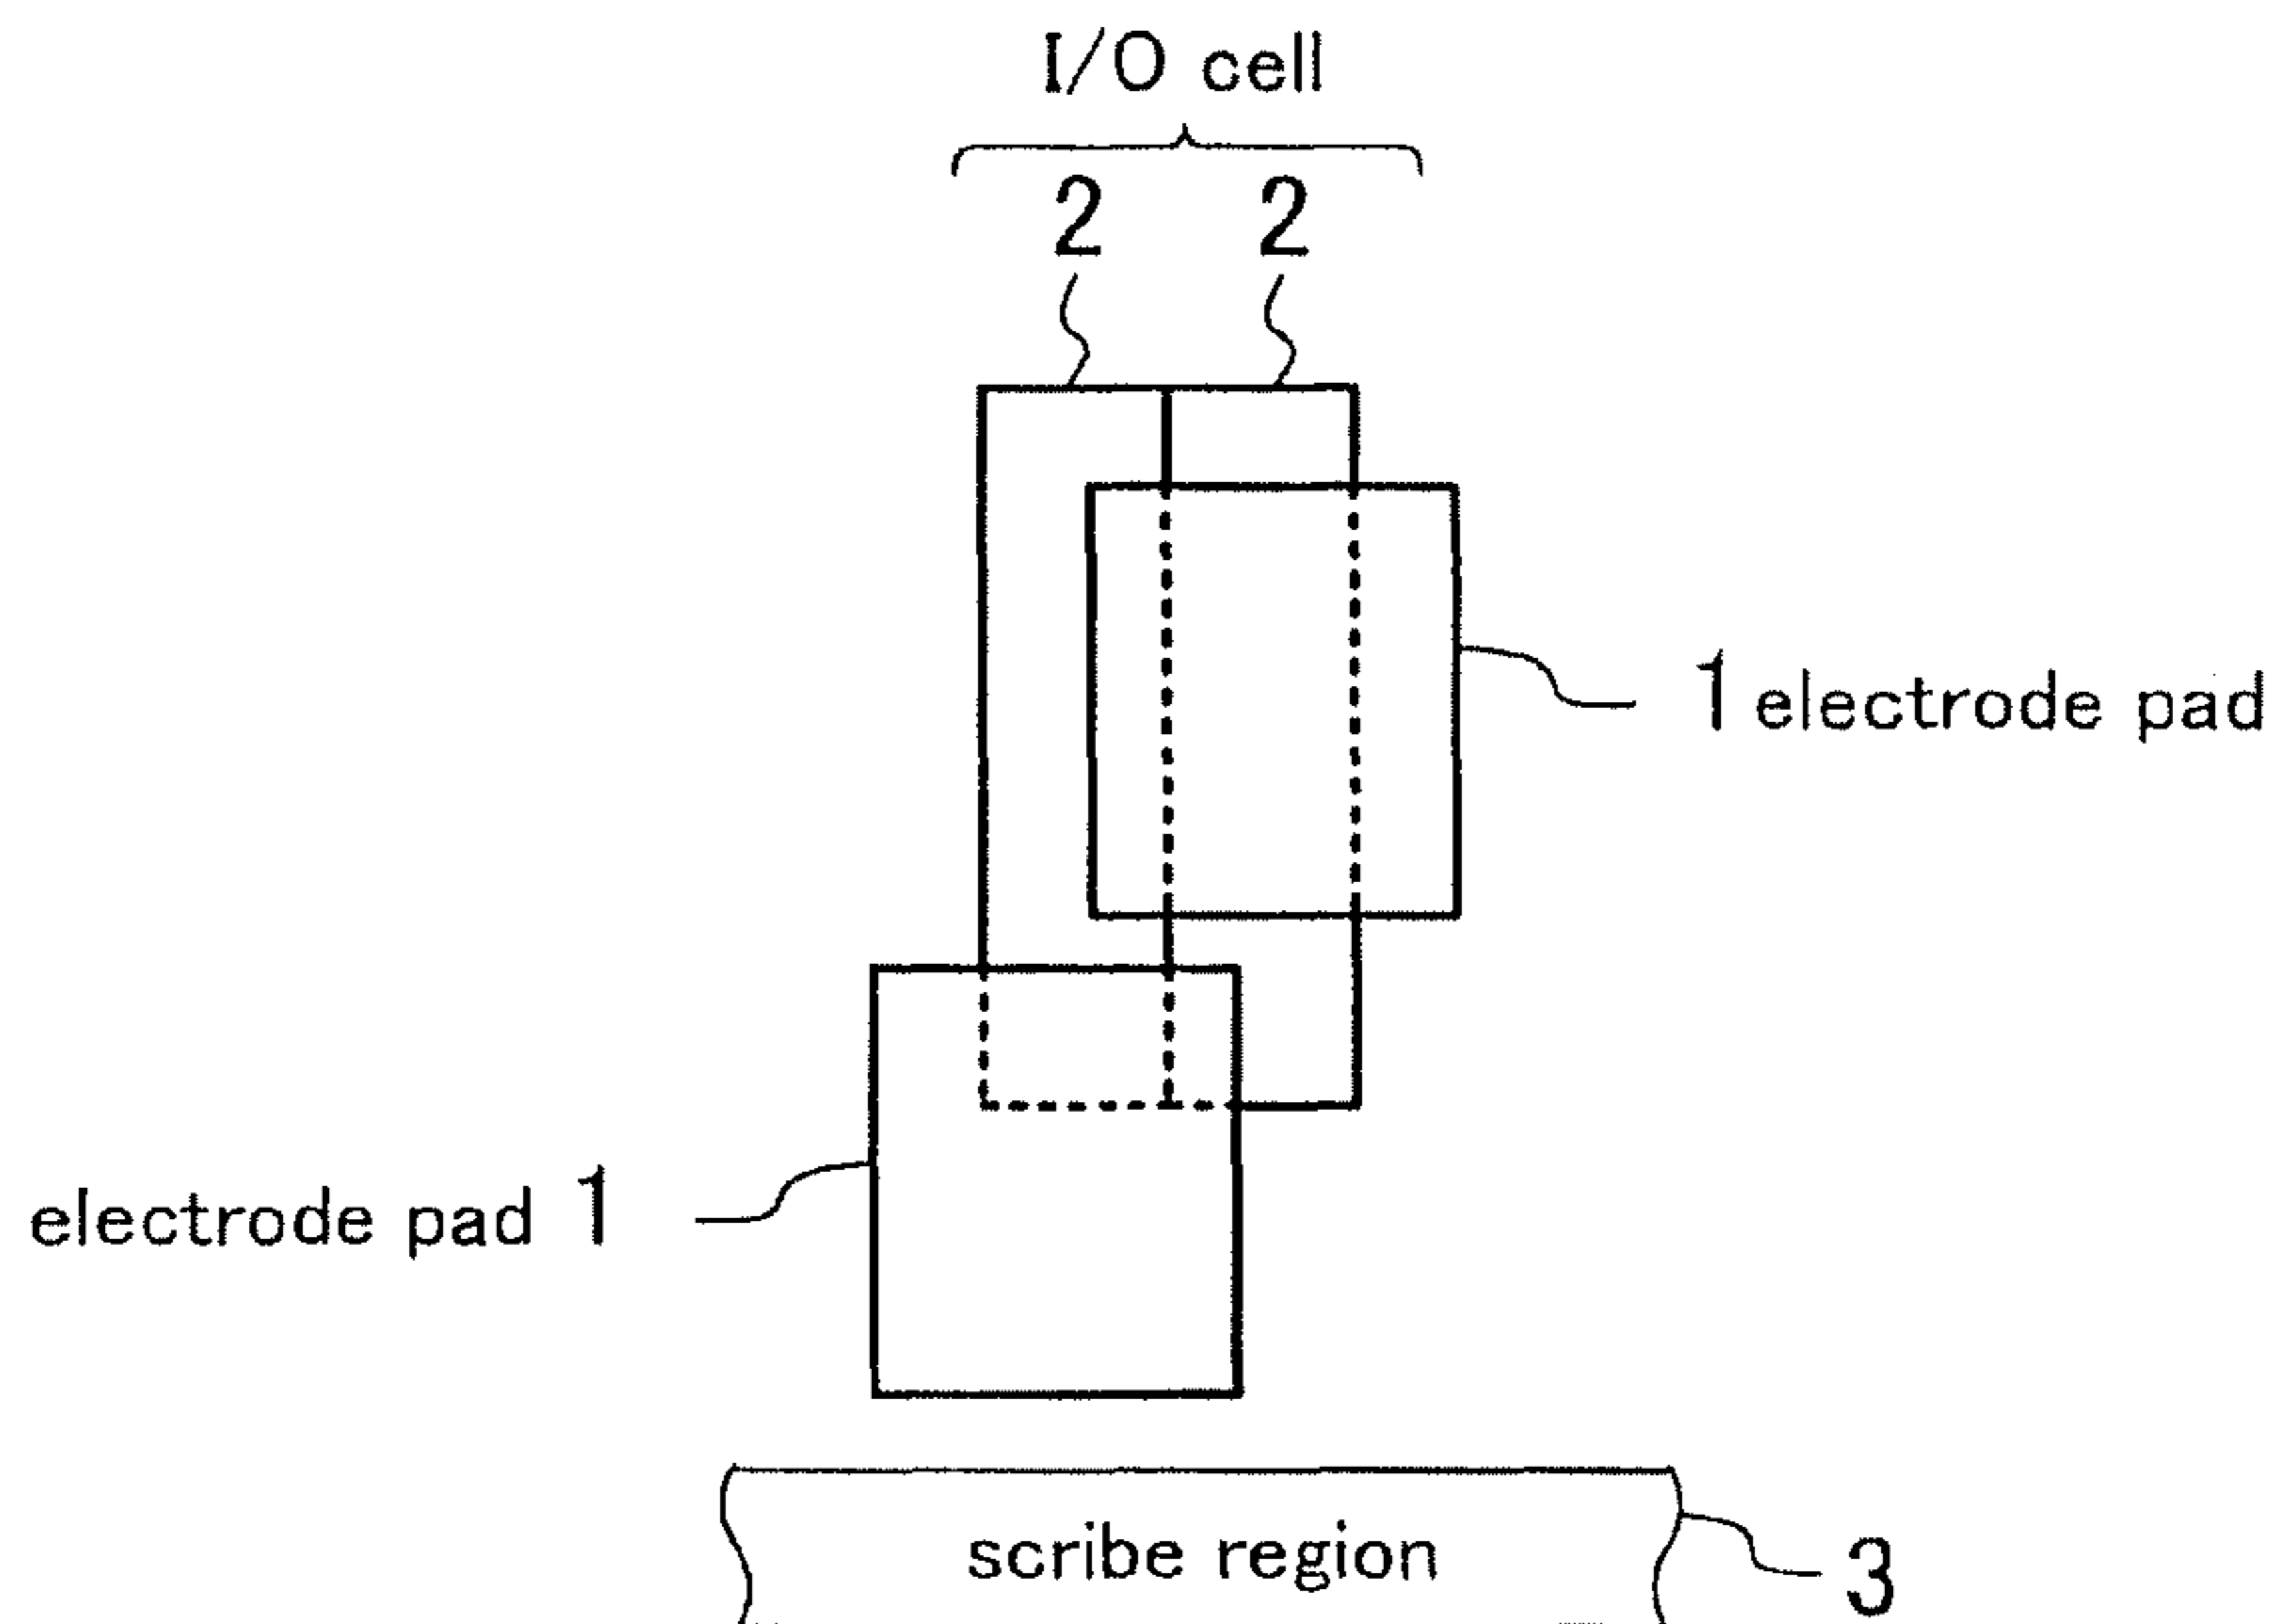 I/O cell
2 2
1 electrode pad
electrode pad 1
scribe region
3